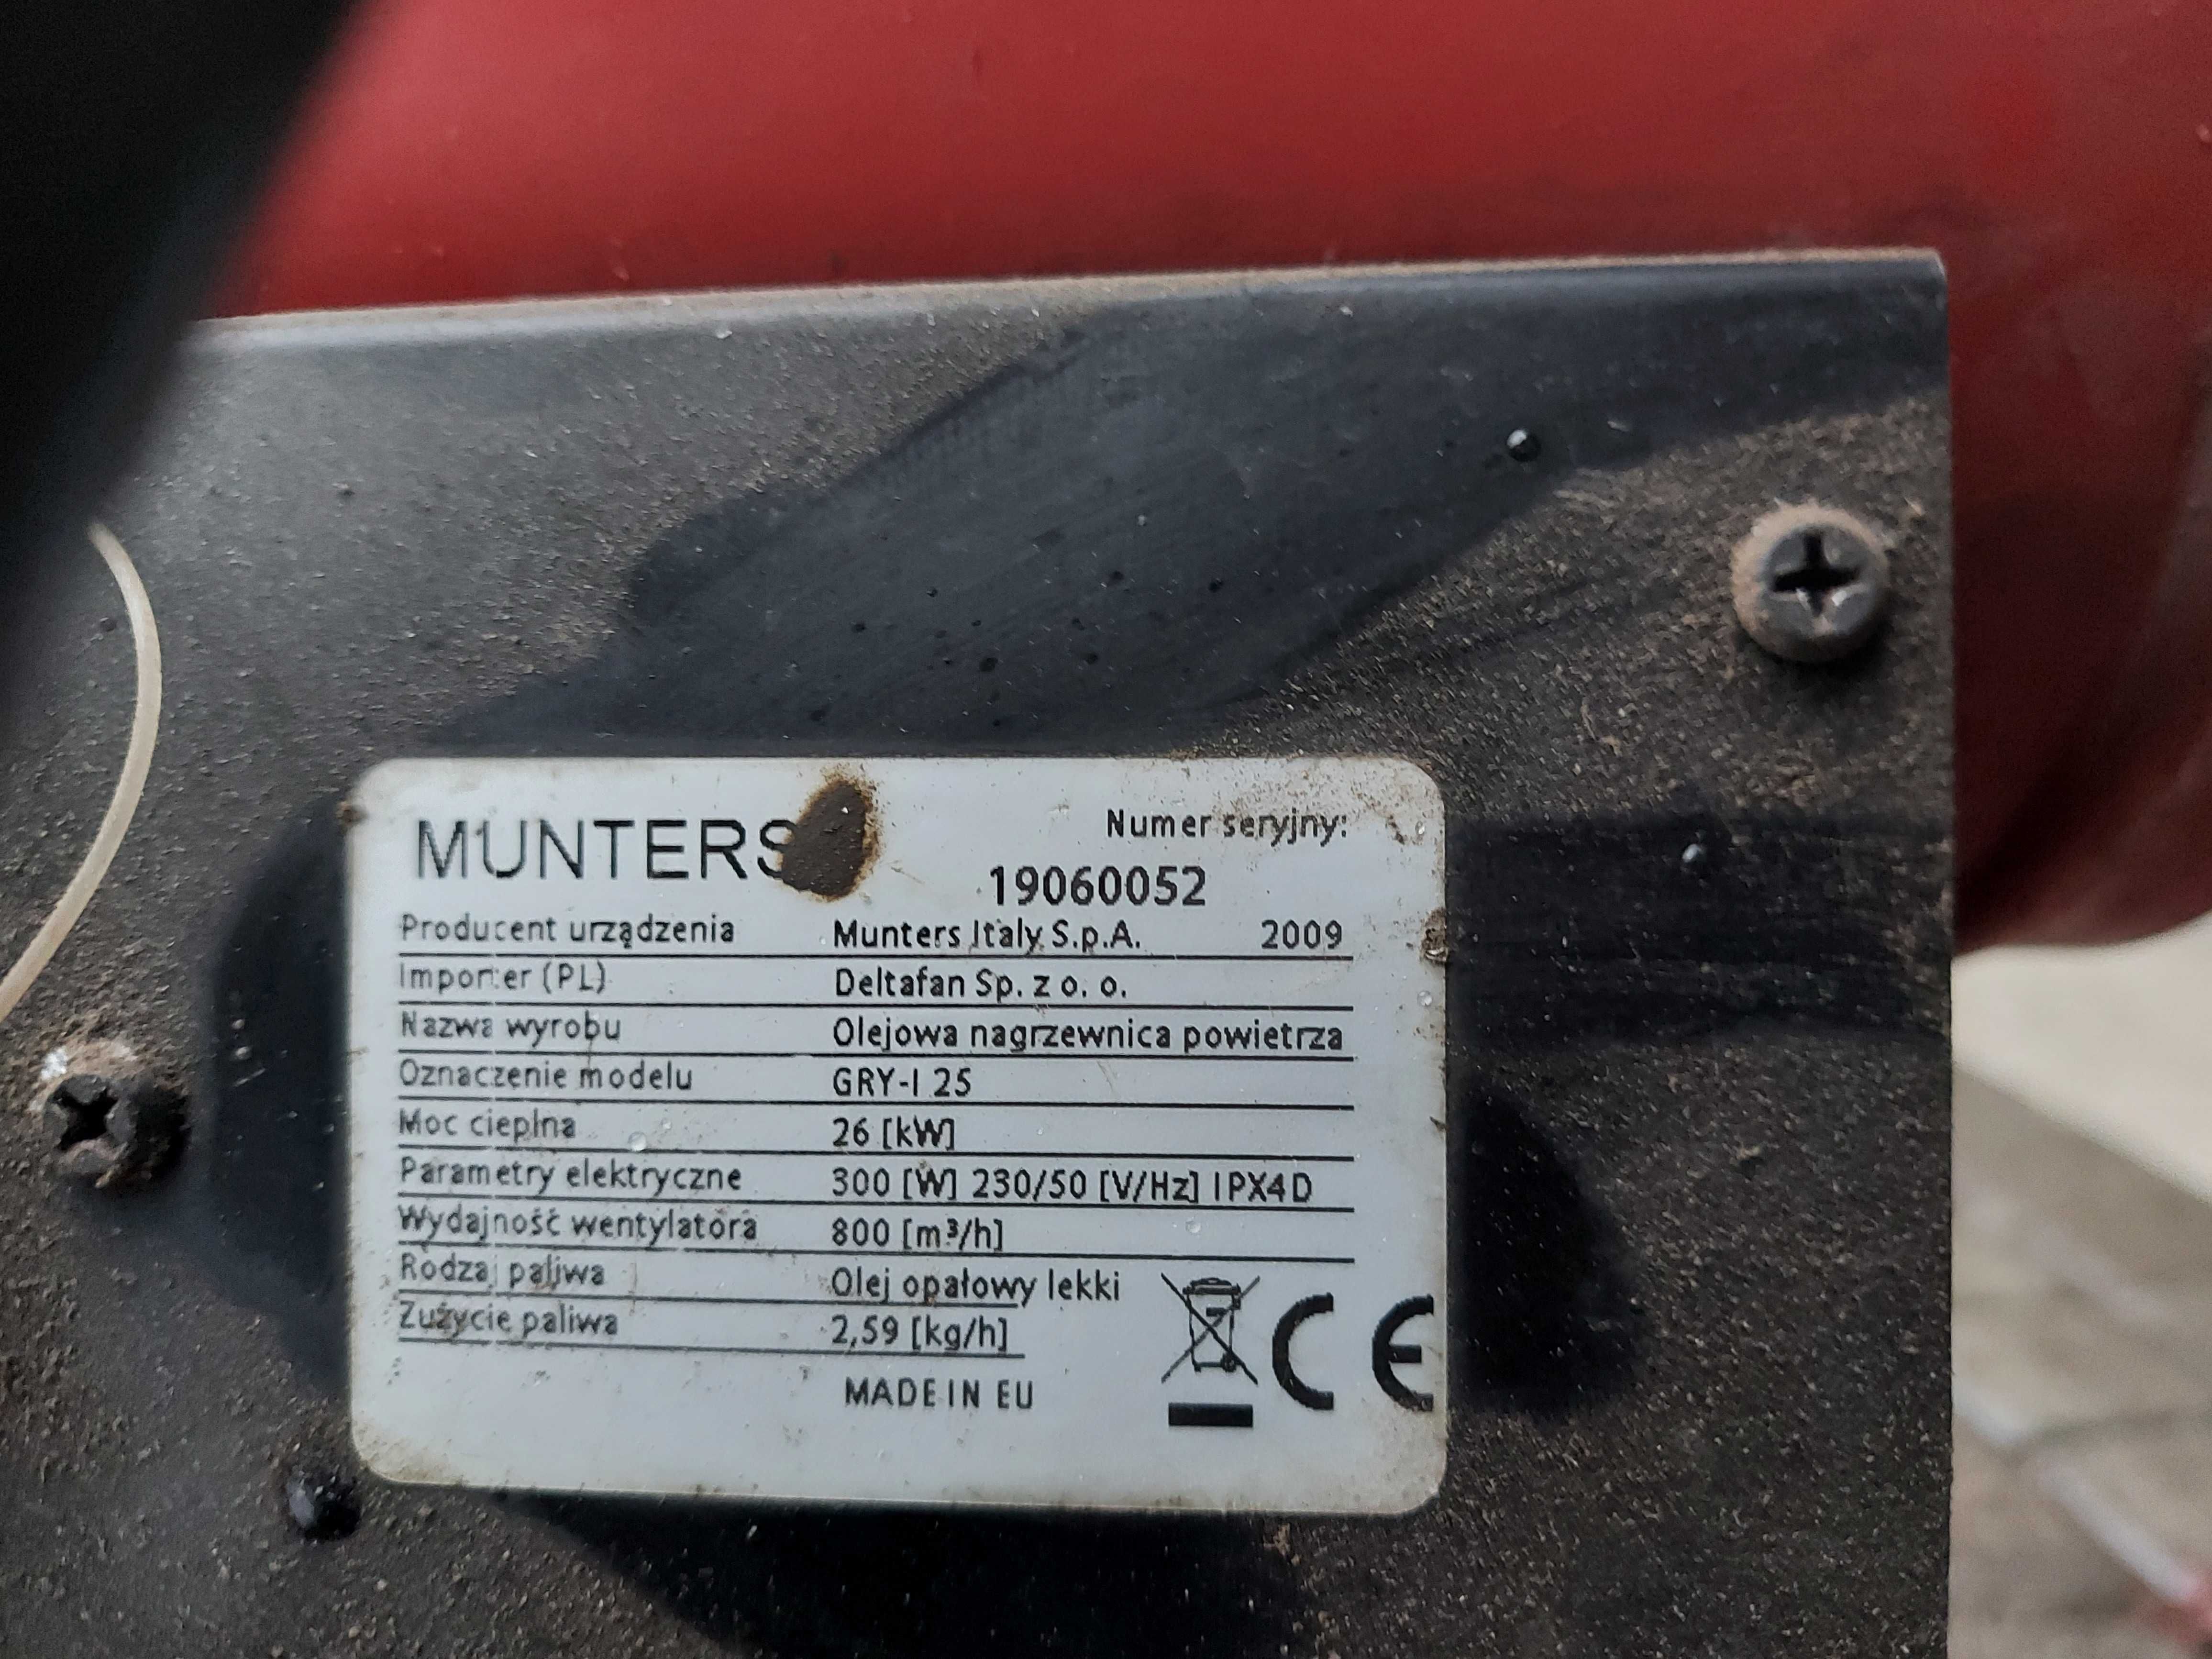 MUNTERS
Numer seryjny:
19060052
Producent urządzenia Munters Italy S.p.A. 2009
Importer (PL) Deltafan Sp. z o. o.
Nazwa wyrobu Olejowa nagrzewnica powietrza
Oznaczenie modelu GRY-I 25
Moc cieplna 26 [kW]
Parametry elektryczne 300 [W] 230/50 [V/Hz] IPX4D
Wydajność wentylatora 800 [m³/h]
Rodzaj paliwa Olej opałowy lekki
Zużycie paliwa 2,59 [kg/h]
MADE IN EU
CE